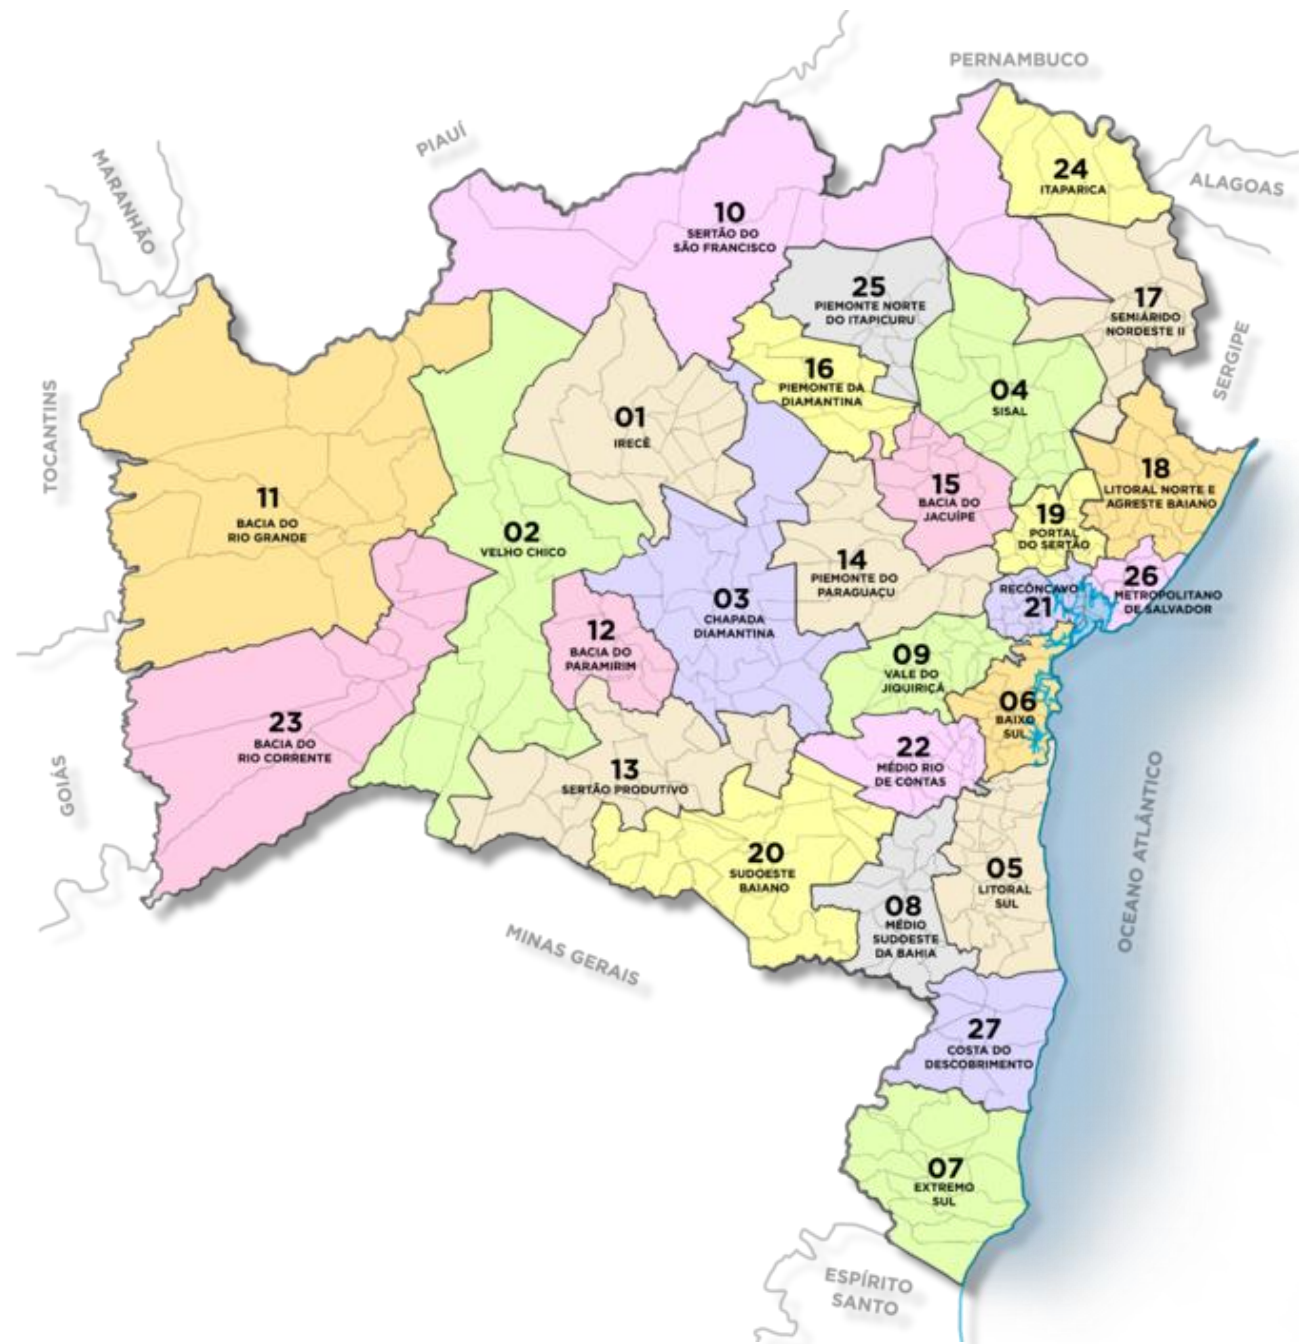 PERNAMBUCO
PIAUÍ
MARANHÃO
ALAGOAS
24
ITAPARICA
10
SERTÃO DO
SÃO FRANCISCO
25
PIEMONTE NORTE
DO ITAPICURU
17
SEMIÁRIDO
NORDESTE II
SERGIPE
TOCANTINS
16
PIEMONTE DA
DIAMANTINA
04
SISAL
01
IRECÊ
11
BACIA DO
RIO GRANDE
15
BACIA DO
JACUÍPE
18
LITORAL NORTE E
AGRESTE BAIANO
19
PORTAL
DO SERTÃO
02
VELHO CHICO
14
PIEMONTE DO
PARAGUAÇU
26
METROPOLITANO
DE SALVADOR
RECÔNCAVO
21
03
CHAPADA
DIAMANTINA
12
BACIA DO
PARAMIRIM
09
VALE DO
JIQUIRIÇÁ
06
BAIXO
SUL
23
BACIA DO
RIO CORRENTE
22
MÉDIO RIO
DE CONTAS
13
SERTÃO PRODUTIVO
GOIÁS
OCEANO ATLÂNTICO
20
SUDOESTE
BAIANO
05
LITORAL
SUL
08
MÉDIO
SUDOESTE
DA BAHIA
MINAS GERAIS
27
COSTA DO
DESCOBRIMENTO
07
EXTREMO
SUL
ESPÍRITO
SANTO